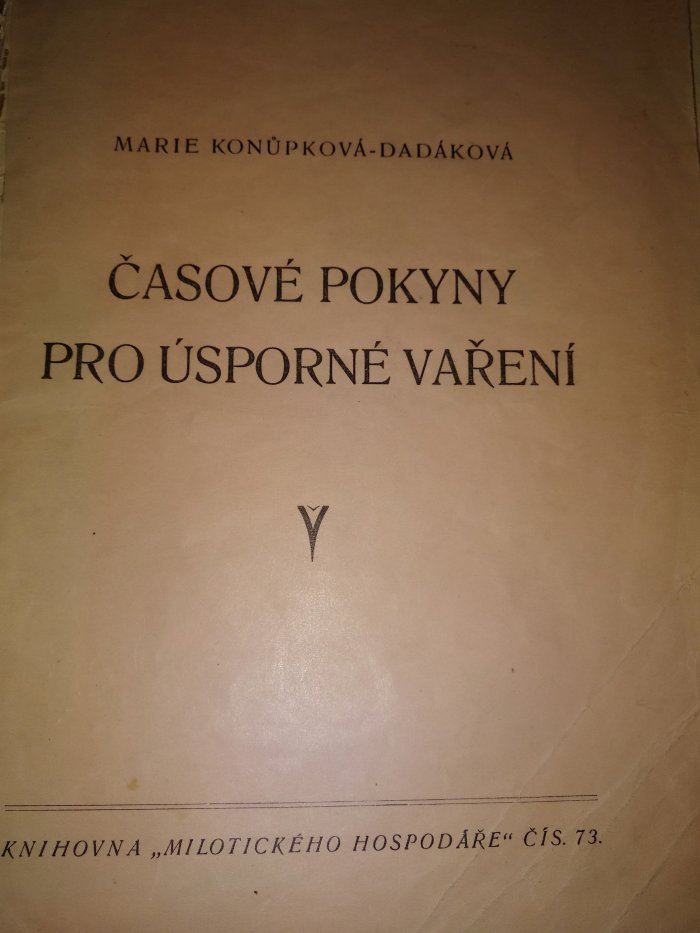 MARIE KONŮPKOVÁ-DADÁKOVÁ
ČASOVÉ POKYNY
PRO ÚSPORNÉ VAŘENÍ
KNIHOVNA „MILOTICKÉHO HOSPODÁŘE“ ČÍS. 73.